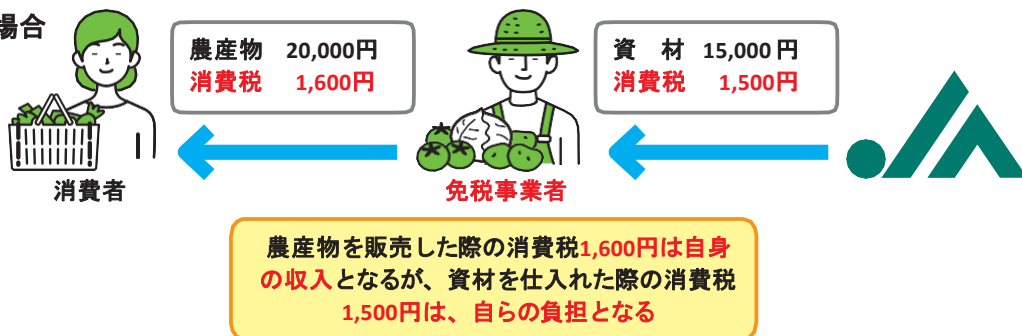 場合
農産物 20,000円
消費税 1,600円
資 材 15,000 円
消費税 1,500円
消費者
免税事業者
農産物を販売した際の消費税1,600円は自身
の収入となるが、資材を仕入れた際の消費税
1,500円は、自らの負担となる